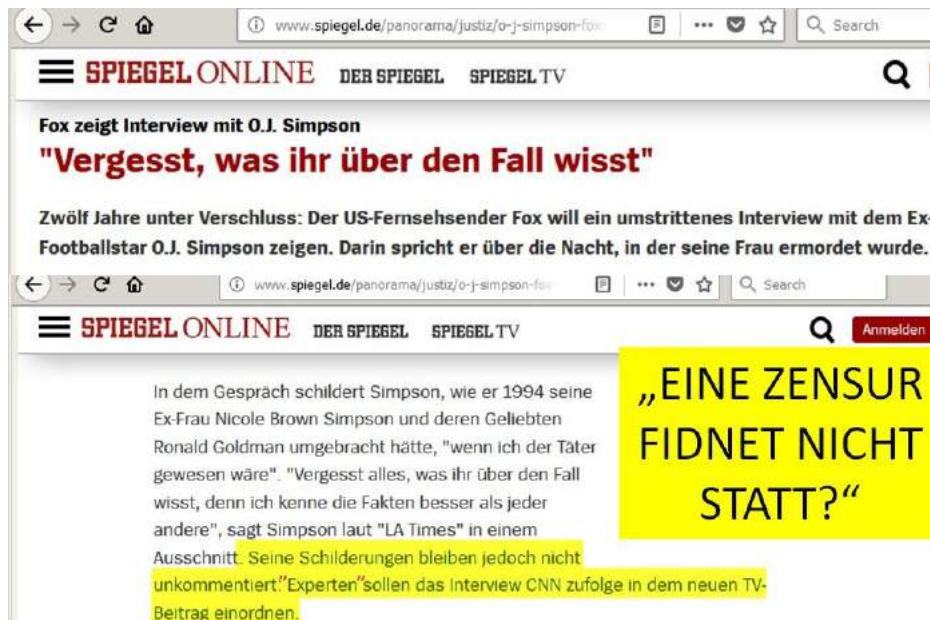 www.spiegel.de/panorama/justiz/o-j-simpson-fox
Search
SPIEGEL ONLINE DER SPIEGEL SPIEGEL TV
Fox zeigt Interview mit O.J. Simpson
"Vergesst, was ihr über den Fall wisst"
Zwölf Jahre unter Verschluss: Der US-Fernsehsender Fox will ein umstrittenes Interview mit dem Ex-
Footballstar O.J. Simpson zeigen. Darin spricht er über die Nacht, in der seine Frau ermordet wurde.
www.spiegel.de/panorama/justiz/o-j-simpson-fox
Search
SPIEGEL ONLINE DER SPIEGEL SPIEGEL TV
Anmelden
In dem Gespräch schildert Simpson, wie er 1994 seine
Ex-Frau Nicole Brown Simpson und deren Geliebten
Ronald Goldman umgebracht hätte, "wenn ich der Täter
gewesen wäre". "Vergesst alles, was ihr über den Fall
wisst, denn ich kenne die Fakten besser als jeder
andere", sagt Simpson laut "LA Times" in einem
Ausschnitt. Seine Schilderungen bleiben jedoch nicht
unkommentiert. "Experten" sollen das Interview CNN zufolge in dem neuen TV-
Beitrag einordnen.
„EINE ZENSUR
FIDNET NICHT
STATT?“